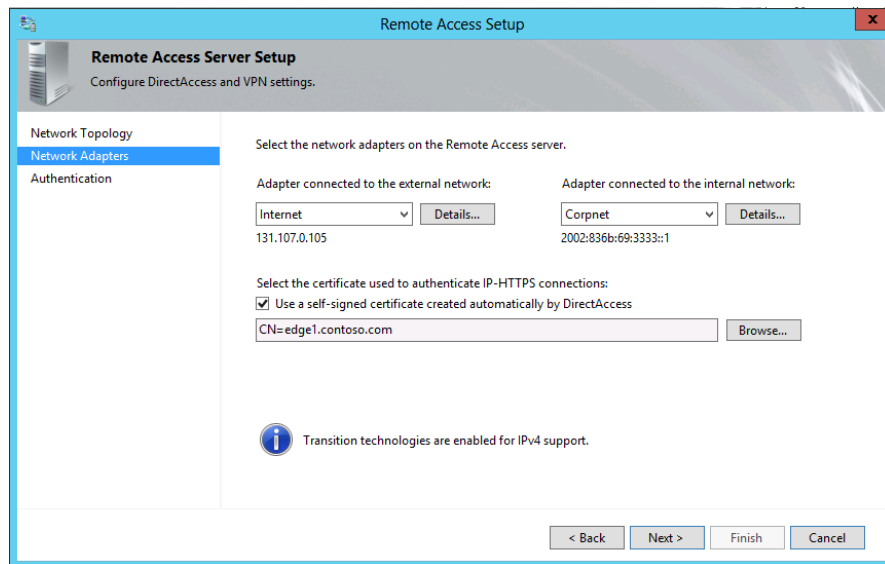 Remote Access Setup
x
Remote Access Server Setup
Configure DirectAccess and VPN settings.
Network Topology
Network Adapters
Authentication
Select the network adapters on the Remote Access server.
Adapter connected to the external network:
Adapter connected to the internal network:
Internet
Details...
Corpnet
Details...
131.107.0.105
2002:836b:69:3333::1
Select the certificate used to authenticate IP-HTTPS connections:
Use a self-signed certificate created automatically by DirectAccess
CN=edge1.contoso.com
Browse...
Transition technologies are enabled for IPv4 support.
< Back
Next >
Finish
Cancel